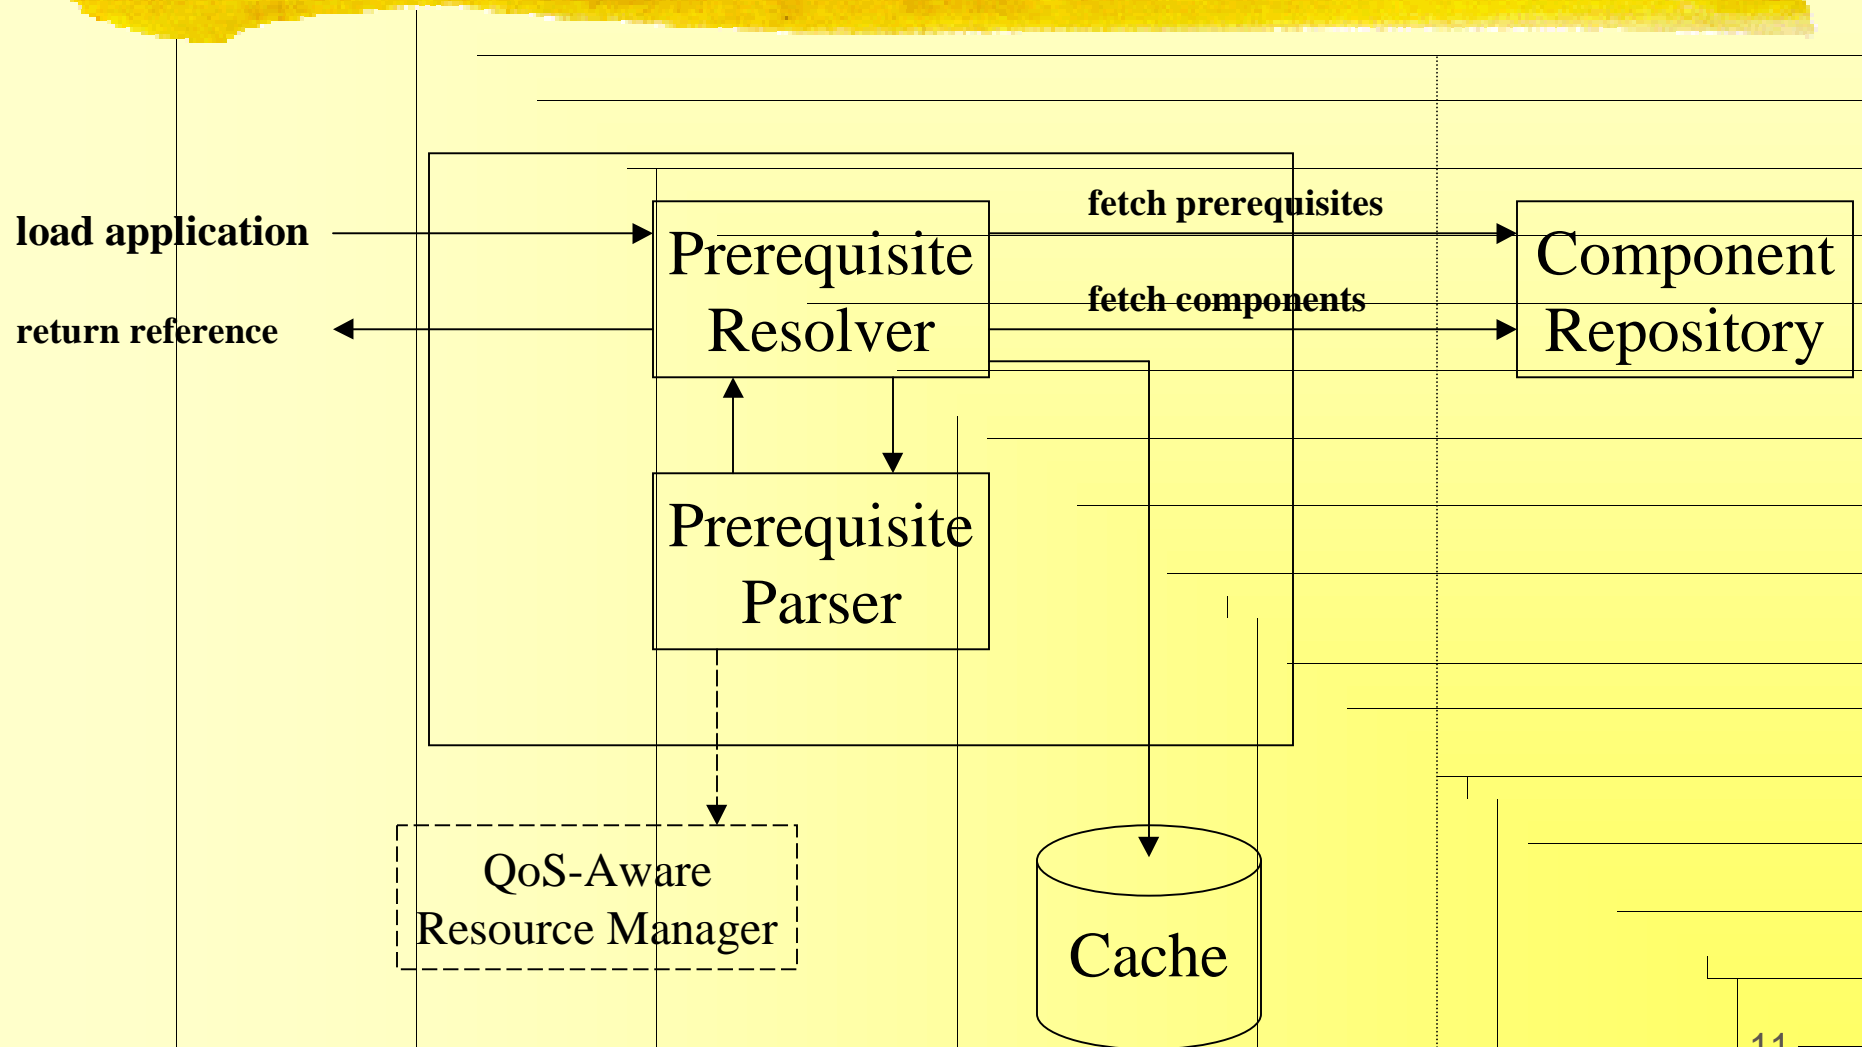 load application
return reference
fetch prerequisites
fetch components
Prerequisite
Resolver
Component
Repository
Prerequisite
Parser
QoS-Aware
Resource Manager
Cache
11